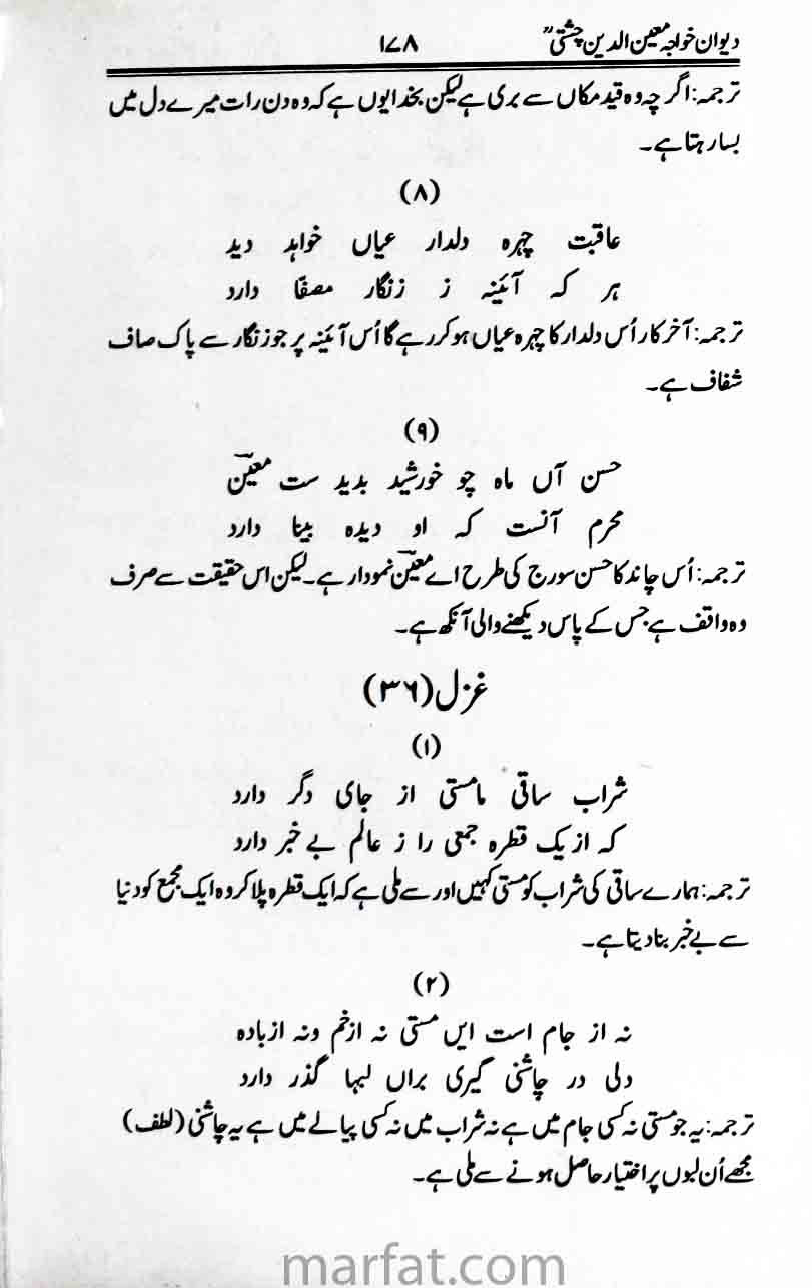 دیوان خواجہ معین الدین چشتیؒ ۱۷۸
ترجمہ: اگر چہ وہ قید مکاں سے بری ہے لیکن بخدا یوں ہے کہ وہ دن رات میرے دل میں
بسا رہتا ہے۔
(۸)
عاقبت چہرہ دلدار عیاں خواہد دید
ہر کہ آئینہ ز زنگار مصفّا دارد
ترجمہ: آخر کار اُس دلدار کا چہرہ عیاں ہو کر رہے گا اُس آئینہ پر جو زنگار سے پاک صاف
شفاف ہے۔
(۹)
حسن آں ماہ چو خورشید بدید ست معینؔ
محرم آنست کہ او دیدہ بینا دارد
ترجمہ: اُس چاند کا حسن سورج کی طرح اے معینؔ نمودار ہے۔ لیکن اس حقیقت سے صرف
وہ واقف ہے جس کے پاس دیکھنے والی آنکھ ہے۔
غزل (۳۶)
(۱)
شراب ساقی مامستی از جای دگر دارد
کہ از یک قطرہ جمعی را ز عالم بے خبر دارد
ترجمہ: ہمارے ساقی کی شراب کو مستی کہیں اور سے ملی ہے کہ ایک قطرہ پلا کر وہ ایک مجمع کو دنیا
سے بے خبر بنا دیتا ہے۔
(۲)
نہ از جام است ایں مستی نہ ازخم ونہ ازبادہ
دلی در چاشنی گیری براں لبہا گذر دارد
ترجمہ: یہ جو مستی نہ کسی جام میں ہے نہ شراب میں نہ کسی پیالے میں ہے یہ چاشنی (لطف)
مجھے اُن لبوں پر اختیار حاصل ہونے سے ملی ہے۔
marfat.com